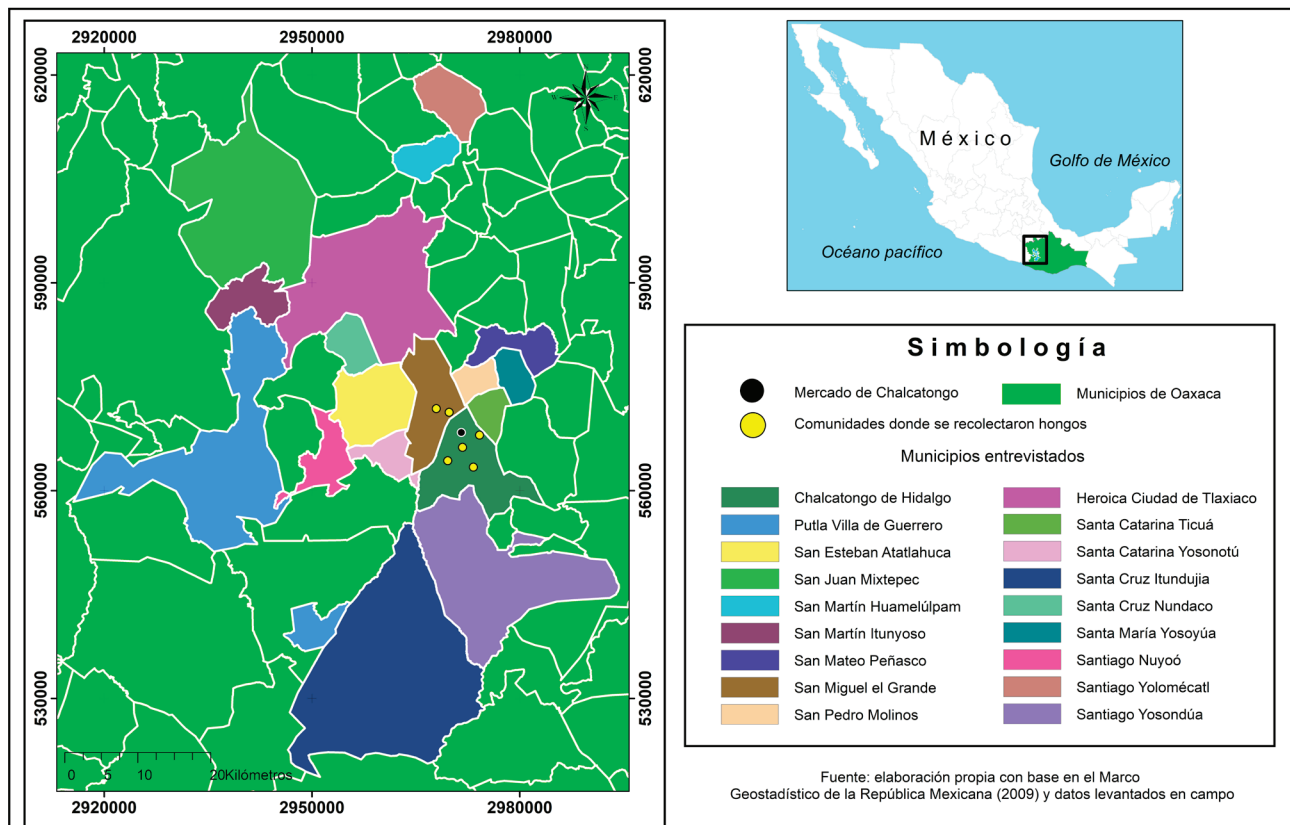 2920000 2950000 2980000
620000 620000
590000 590000
560000 560000
530000 530000
W E
0 5 10 20Kilómetros
2920000 2950000 2980000
México
Golfo de México
Océano pacífico
Simbología
Mercado de Chalcatongo
Municipios de Oaxaca
Comunidades donde se recolectaron hongos
Municipios entrevistados
Chalcatongo de Hidalgo
Putla Villa de Guerrero
San Esteban Atatlahuca
San Juan Mixtepec
San Martín Huamelúlpam
San Martín Itunyoso
San Mateo Peñasco
San Miguel el Grande
San Pedro Molinos
Heroica Ciudad de Tlaxiaco
Santa Catarina Ticuá
Santa Catarina Yosonotú
Santa Cruz Itundujia
Santa Cruz Nundaco
Santa María Yosoyúa
Santiago Nuyoó
Santiago Yolomécatl
Santiago Yosondúa
Fuente: elaboración propia con base en el Marco
Geostadístico de la República Mexicana (2009) y datos levantados en campo